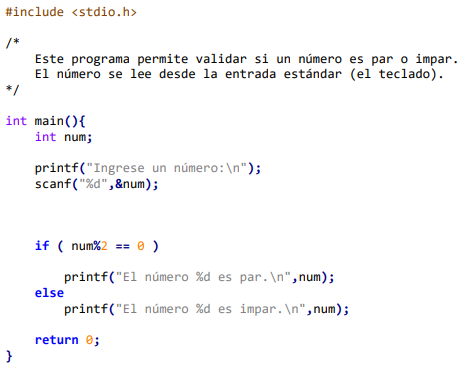 #include <stdio.h>
/*
    Este programa permite validar si un número es par o impar.
    El número se lee desde la entrada estándar (el teclado).
*/
int main(){
    int num;
    printf("Ingrese un número:\n");
    scanf("%d",&num);
    if ( num%2 == 0 )
        printf("El número %d es par.\n",num);
    else
        printf("El número %d es impar.\n",num);
    return 0;
}